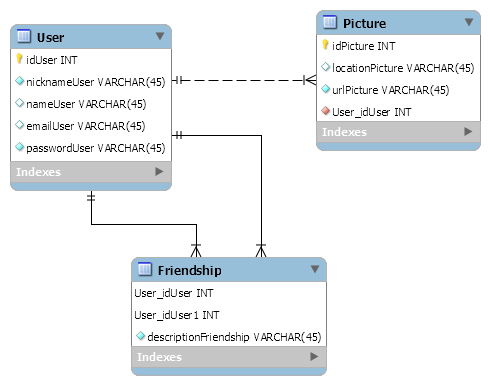 User
idUser INT
nicknameUser VARCHAR(45)
nameUser VARCHAR(45)
emailUser VARCHAR(45)
passwordUser VARCHAR(45)
Indexes
Picture
idPicture INT
locationPicture VARCHAR(45)
urlPicture VARCHAR(45)
User_idUser INT
Indexes
Friendship
User_idUser INT
User_idUser1 INT
descriptionFriendship VARCHAR(45)
Indexes